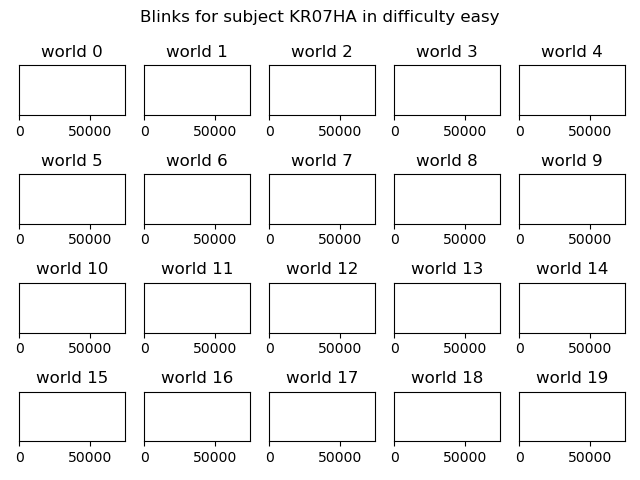 Blinks for subject KR07HA in difficulty easy
world 0 world 1 world 2 world 3 world 4
0 50000 0 50000 0 50000 0 50000 0 50000
world 5 world 6 world 7 world 8 world 9
0 50000 0 50000 0 50000 0 50000 0 50000
world 10 world 11 world 12 world 13 world 14
0 50000 0 50000 0 50000 0 50000 0 50000
world 15 world 16 world 17 world 18 world 19
0 50000 0 50000 0 50000 0 50000 0 50000